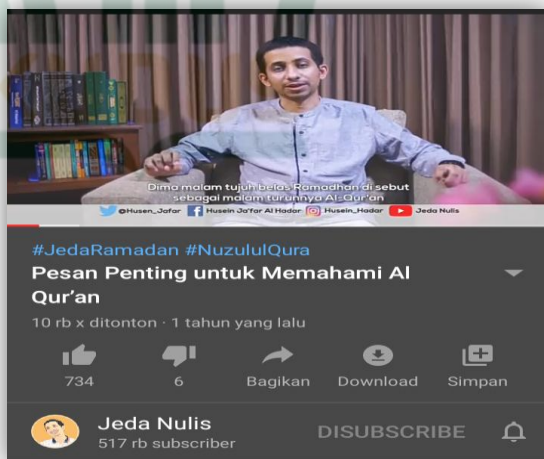 Dima malam tujuh belas Ramadhan di sebut
sebagai malam turunnya Al-Qur'an
@Husen_Jafar Husein Ja'far Al Hadar Husein_Hadar Jeda Nulis
#JedaRamadan #NuzululQura
Pesan Penting untuk Memahami Al
Qur'an
10 rb x ditonton · 1 tahun yang lalu
734 6 Bagikan Download Simpan
Jeda Nulis DISUBSCRIBE
517 rb subscriber